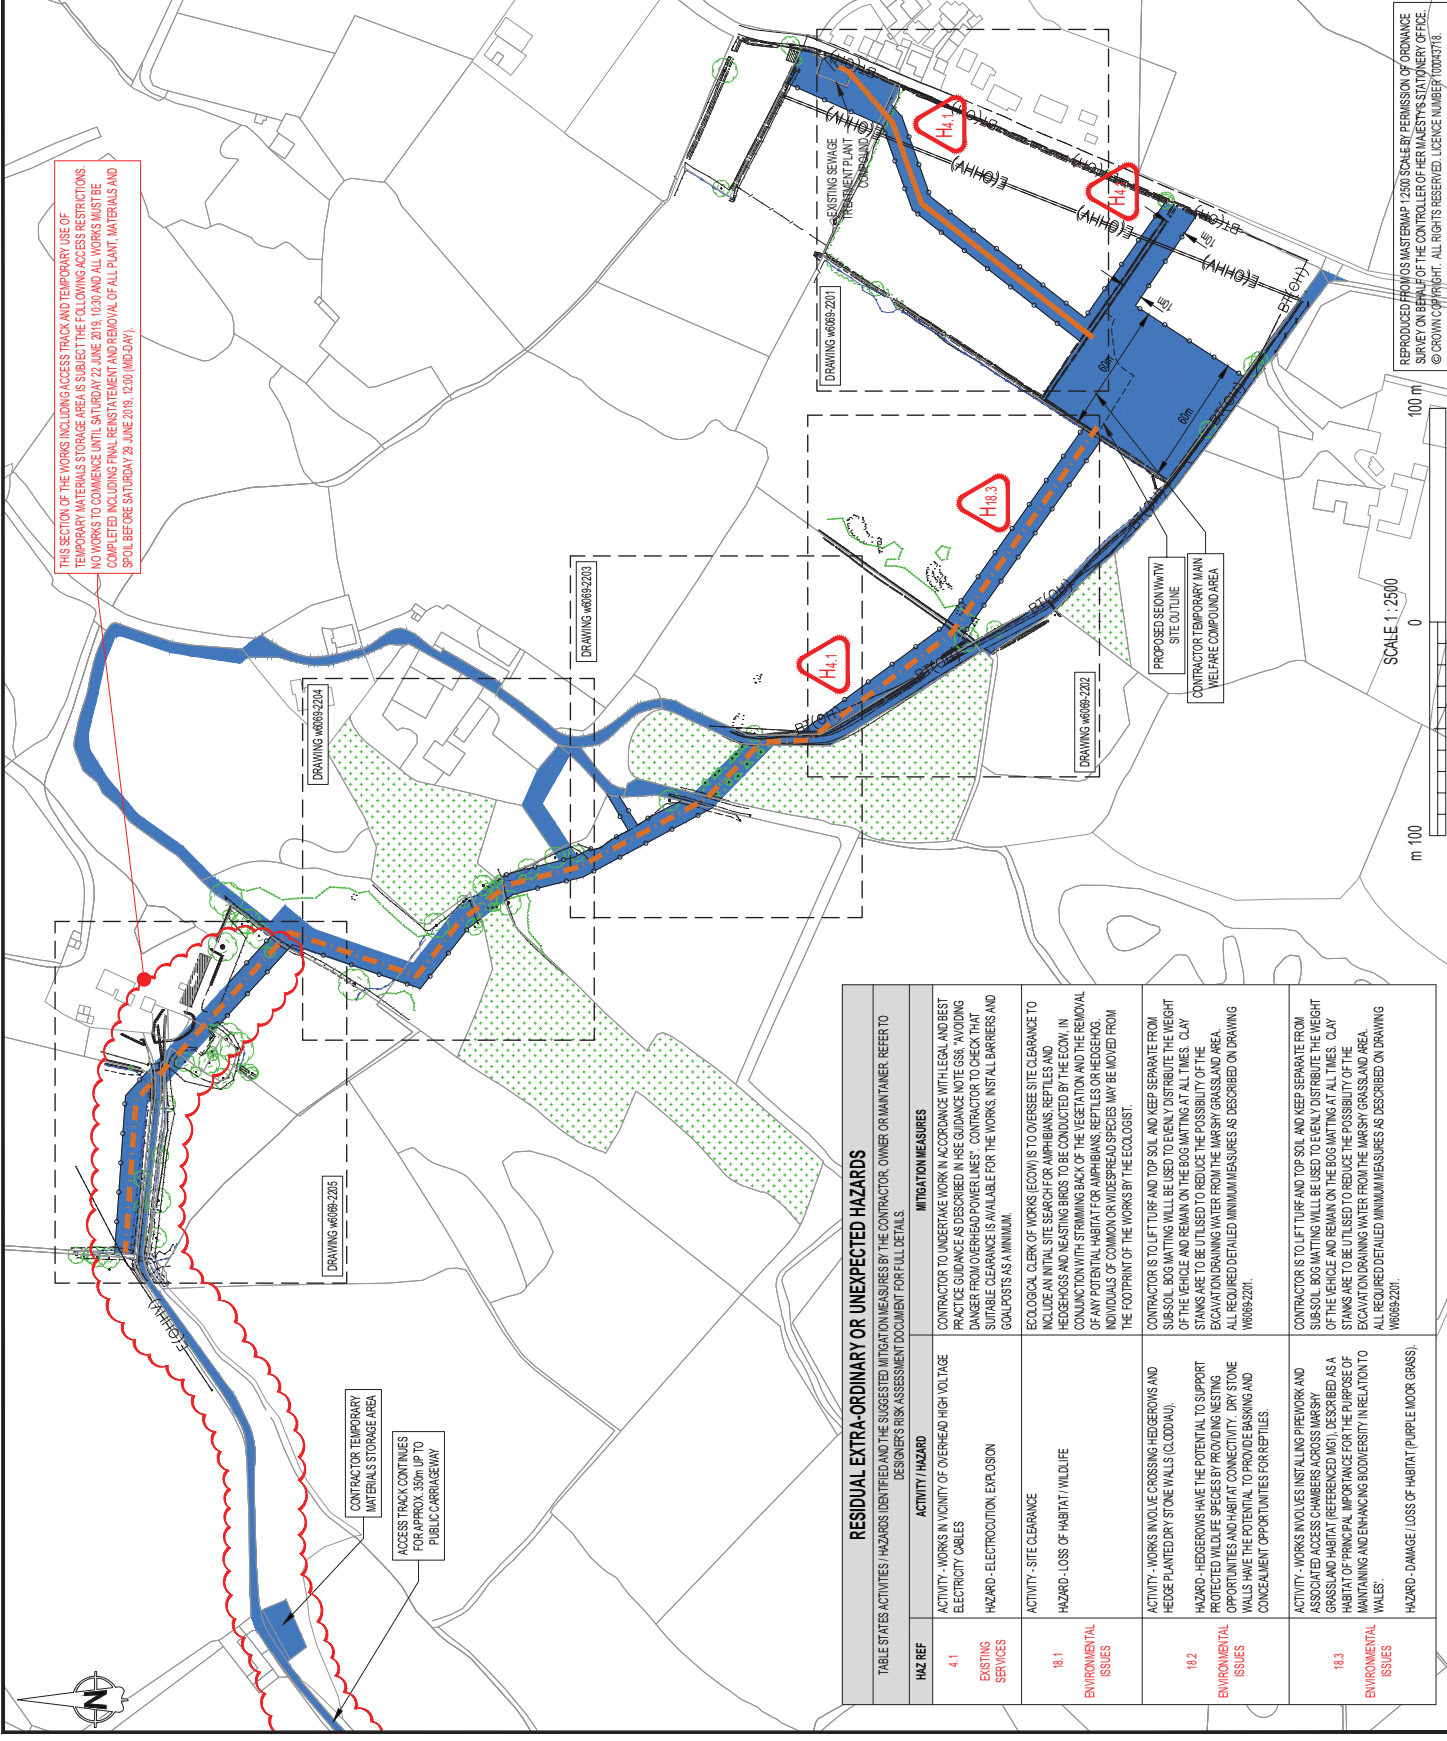 THIS SECTION OF THE WORKS INCLUDING ACCESS TRACK AND TEMPORARY USE OF
TEMPORARY MATERIALS STORAGE AREA IS SUBJECT THE FOLLOWING ACCESS RESTRICTIONS.
NO WORKS TO COMMENCE UNTIL SATURDAY 22 JUNE 2019, 10:30 AND ALL WORKS MUST BE
COMPLETED INCLUDING FINAL REINSTATEMENT AND REMOVAL OF ALL PLANT, MATERIALS AND
SPOIL BEFORE SATURDAY 29 JUNE 2019, 12:00 (MID-DAY).
N
E(OHHV)
CONTRACTOR TEMPORARY
MATERIALS STORAGE AREA
ACCESS TRACK CONTINUES
FOR APPROX. 350m UP TO
PUBLIC CARRIAGEWAY
DRAWING w6069-2205
DRAWING w6069-2204
DRAWING w6069-2203
DRAWING w6069-2202
DRAWING w6069-2201
EXISTING SEWAGE
TREATMENT PLANT
COMPOUND
BT(OH)
E(OHHV)
E(OHHV)
E(OHHV)
E(OHHV)
BT(OH)
BT(OH)
BT(OH)
BT(OH)
BT(OH)
BT(OH)
BT(OH)
BT(OH)
BT(OH)
H4.1
H4.1
H18.3
H4.1
10m
10m
60m
60m
PROPOSED SEION WwTW
SITE OUTLINE
CONTRACTOR TEMPORARY MAIN
WELFARE COMPOUND AREA
SCALE 1 : 2500
m 100
0
100 m
REPRODUCED FROM OS MASTERMAP 1:2500 SCALE BY PERMISSION OF ORDNANCE
SURVEY ON BEHALF OF THE CONTROLLER OF HER MAJESTY'S STATIONERY OFFICE.
© CROWN COPYRIGHT. ALL RIGHTS RESERVED. LICENCE NUMBER 100043718.
RESIDUAL EXTRA-ORDINARY OR UNEXPECTED HAZARDS
TABLE STATES ACTIVITIES / HAZARDS IDENTIFIED AND THE SUGGESTED MITIGATION MEASURES BY THE CONTRACTOR, OWNER OR MAINTAINER. REFER TO
DESIGNER'S RISK ASSESSMENT DOCUMENT FOR FULL DETAILS.
HAZ REF
ACTIVITY / HAZARD
MITIGATION MEASURES
4.1
EXISTING
SERVICES
ACTIVITY - WORKS IN VICINITY OF OVERHEAD HIGH VOLTAGE
ELECTRICITY CABLES
HAZARD - ELECTROCUTION, EXPLOSION
CONTRACTOR TO UNDERTAKE WORK IN ACCORDANCE WITH LEGAL AND BEST
PRACTICE GUIDANCE AS DESCRIBED IN HSE GUIDANCE NOTE GS6, "AVOIDING
DANGER FROM OVERHEAD POWER LINES". CONTRACTOR TO CHECK THAT
SUITABLE CLEARANCE IS AVAILABLE FOR THE WORKS, INSTALL BARRIERS AND
GOALPOSTS AS A MINIMUM.
18.1
ENVIRONMENTAL
ISSUES
ACTIVITY - SITE CLEARANCE
HAZARD - LOSS OF HABITAT / WILDLIFE
ECOLOGICAL CLERK OF WORKS (ECOW) IS TO OVERSEE SITE CLEARANCE TO
INCLUDE AN INITIAL SITE SEARCH FOR AMPHIBIANS, REPTILES AND
HEDGEHOGS AND NEASTING BIRDS TO BE CONDUCTED BY THE ECOW, IN
CONJUNCTION WITH STRIMMING BACK OF THE VEGETATION AND THE REMOVAL
OF ANY POTENTIAL HABITAT FOR AMPHIBIANS, REPTILES OR HEDGEHOG.
INDIVIDUALS OF COMMON OR WIDESPREAD SPECIES MAY BE MOVED FROM
THE FOOTPRINT OF THE WORKS BY THE ECOLOGIST.
18.2
ENVIRONMENTAL
ISSUES
ACTIVITY - WORKS INVOLVE CROSSING HEDGEROWS AND
HEDGE PLANTED DRY STONE WALLS (CLODDIAU).
HAZARD - HEDGEROWS HAVE THE POTENTIAL TO SUPPORT
PROTECTED WILDLIFE SPECIES BY PROVIDING NESTING
OPPORTUNITIES AND HABITAT CONNECTIVITY. DRY STONE
WALLS HAVE THE POTENTIAL TO PROVIDE BASKING AND
CONCEALMENT OPPORTUNITIES FOR REPTILES.
CONTRACTOR IS TO LIFT TURF AND TOP SOIL AND KEEP SEPARATE FROM
SUB-SOIL. BOG MATTING WILL BE USED TO EVENLY DISTRIBUTE THE WEIGHT
OF THE VEHICLE AND REMAIN ON THE BOG MATTING AT ALL TIMES. CLAY
STANKS ARE TO BE UTILISED TO REDUCE THE POSSIBILITY OF THE
EXCAVATION DRAINING WATER FROM THE MARSHY GRASSLAND AREA.
ALL REQUIRED DETAILED MINIMUM MEASURES AS DESCRIBED ON DRAWING
W6069-2201.
18.3
ENVIRONMENTAL
ISSUES
ACTIVITY - WORKS INVOLVES INSTALLING PIPEWORK AND
ASSOCIATED ACCESS CHAMBERS ACROSS MARSHY
GRASSLAND HABITAT (REFERENCED MG1), DESCRIBED AS A
HABITAT OF 'PRINCIPAL IMPORTANCE FOR THE PURPOSE OF
MAINTAINING AND ENHANCING BIODIVERSITY IN RELATION TO
WALES'.
HAZARD - DAMAGE / LOSS OF HABITAT (PURPLE MOOR GRASS).
CONTRACTOR IS TO LIFT TURF AND TOP SOIL AND KEEP SEPARATE FROM
SUB-SOIL. BOG MATTING WILL BE USED TO EVENLY DISTRIBUTE THE WEIGHT
OF THE VEHICLE AND REMAIN ON THE BOG MATTING AT ALL TIMES. CLAY
STANKS ARE TO BE UTILISED TO REDUCE THE POSSIBILITY OF THE
EXCAVATION DRAINING WATER FROM THE MARSHY GRASSLAND AREA.
ALL REQUIRED DETAILED MINIMUM MEASURES AS DESCRIBED ON DRAWING
W6069-2201.